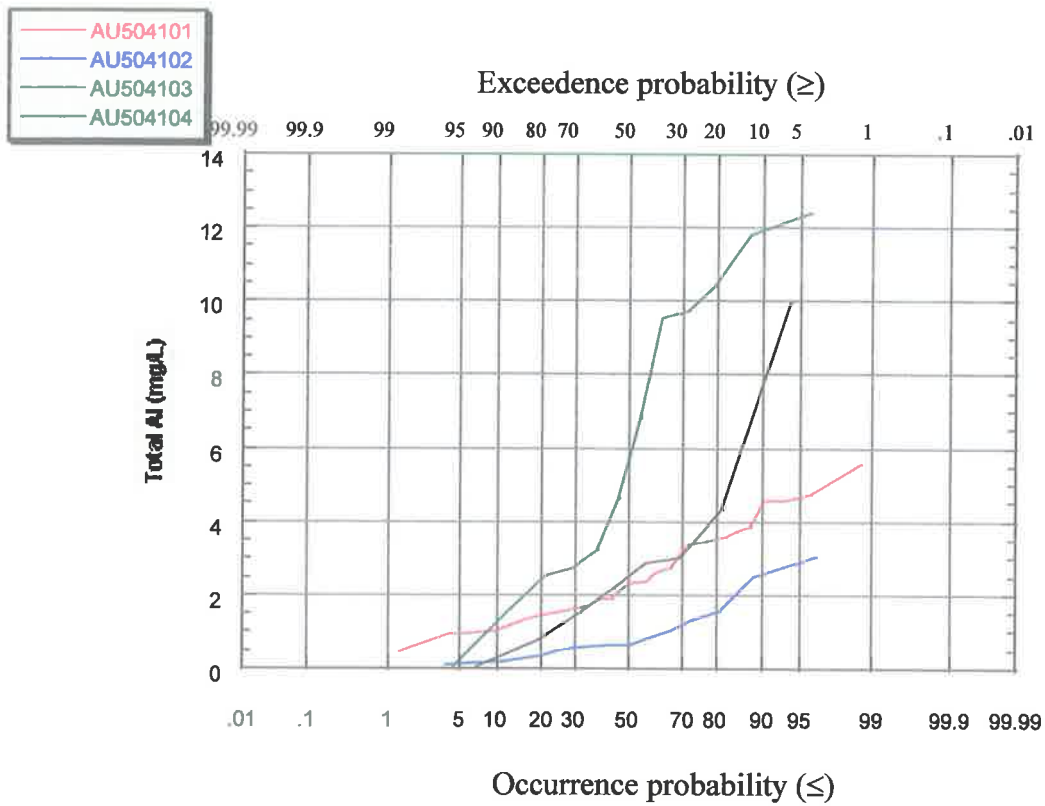 AU504101
AU504102
AU504103
AU504104
Exceedence probability (≥)
99.99 99.9 99 95 90 80 70 50 30 20 10 5 1 .1 .01
14
12
10
8
6
4
2
0
Total Al (mg/L)
.01 .1 1 5 10 20 30 50 70 80 90 95 99 99.9 99.99
Occurrence probability (≤)